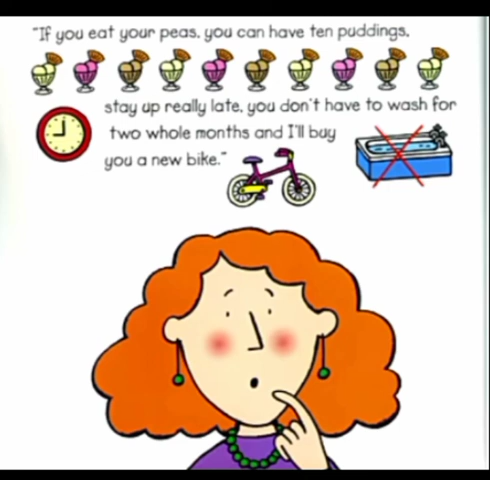 "If you eat your peas, you can have ten puddings,
stay up really late, you don't have to wash for
two whole months and I'll buy
you a new bike."